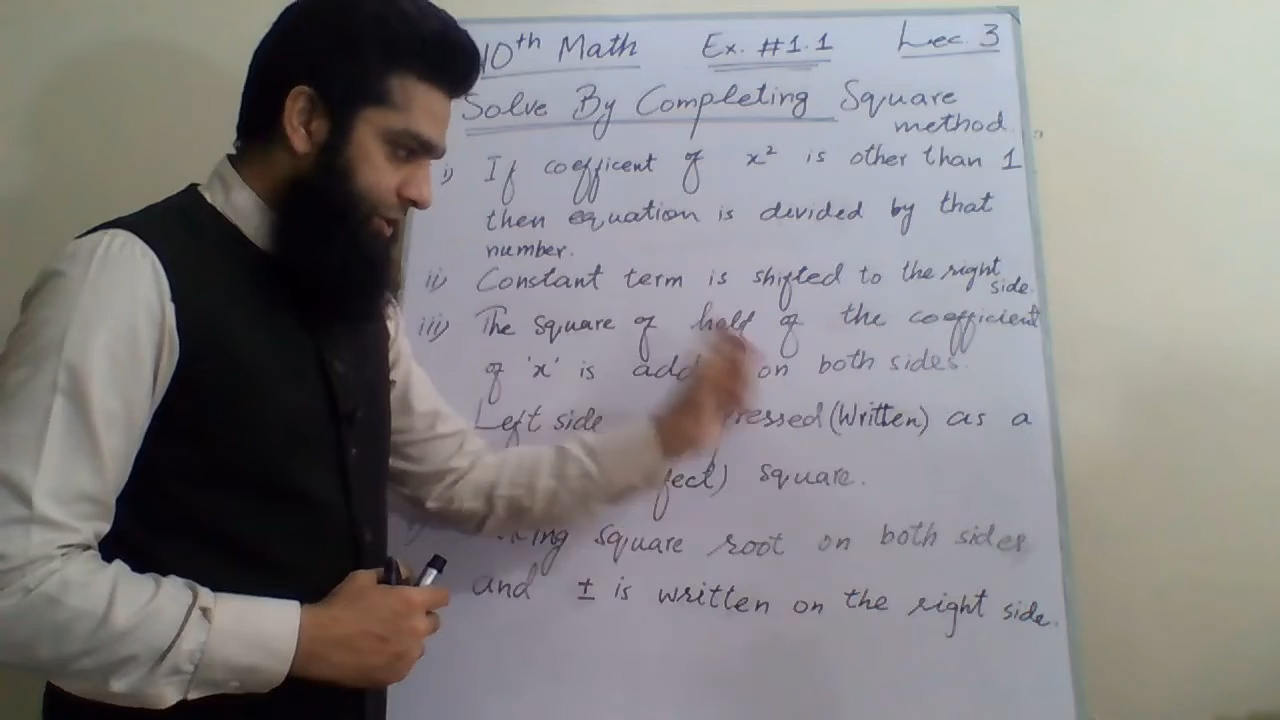 10th Math Ex. #1.1 Lec. 3
Solve By Completing Square
method.
i) If coefficent of x² is other than 1
then equation is devided by that
number.
ii) Constant term is shifted to the right
side.
iii) The square of half of the coefficient
of 'x' is on both sides.
Left side (Written) as a
square.
square root on both sides
and ± is written on the right side.